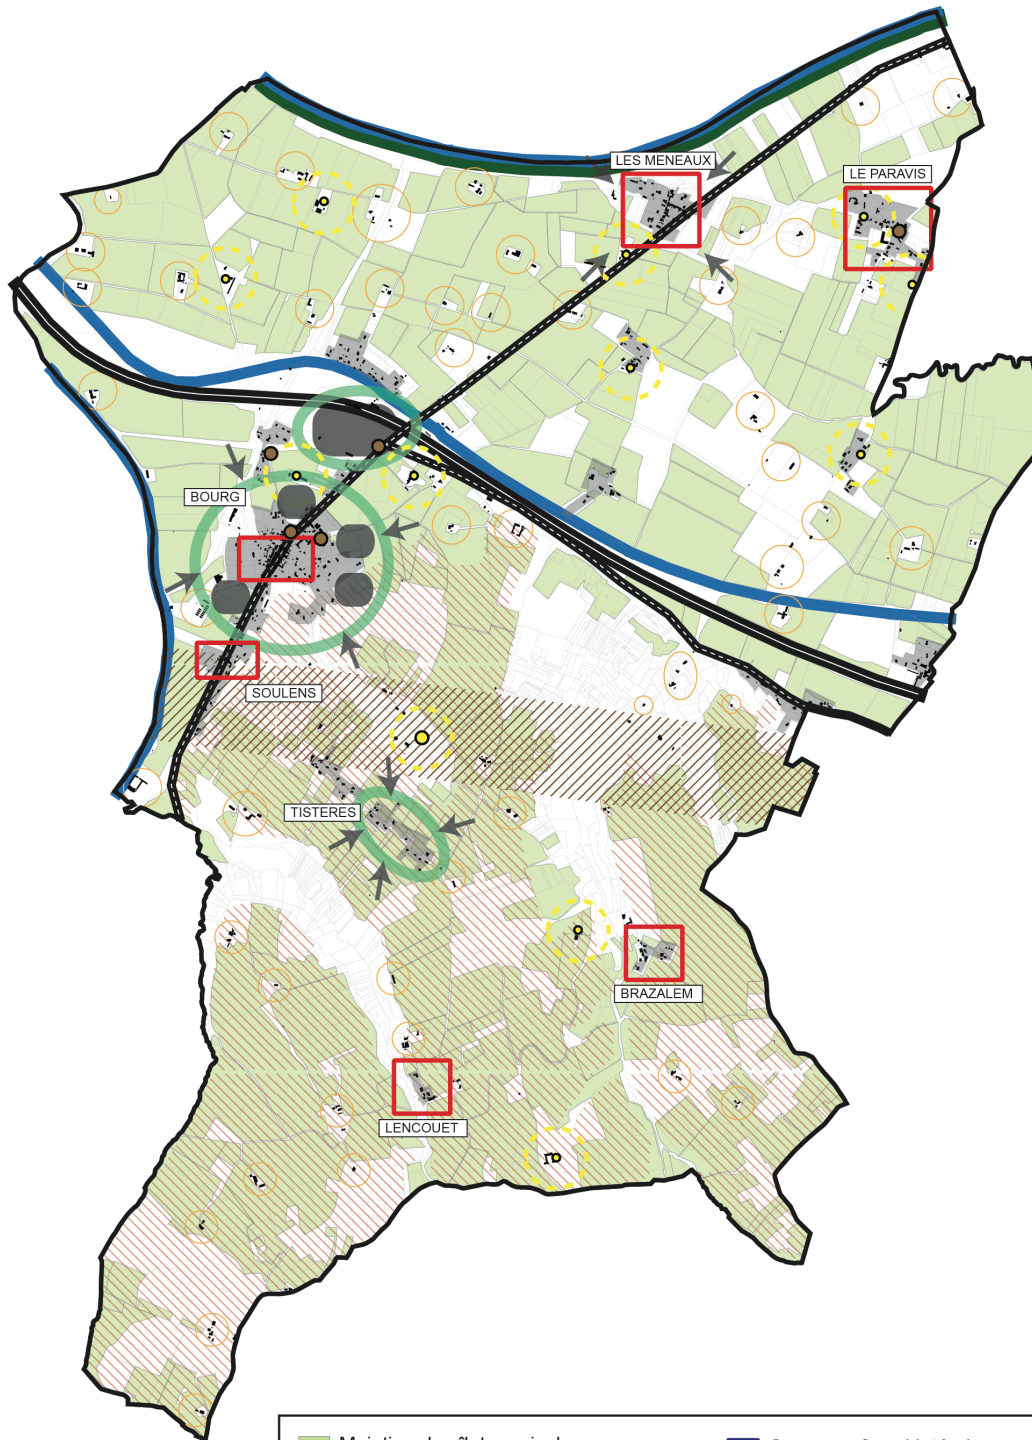 LES MENEAUX
LE PARAVIS
BOURG
SOULENS
TISTERES
BRAZALEM
LENCOUET